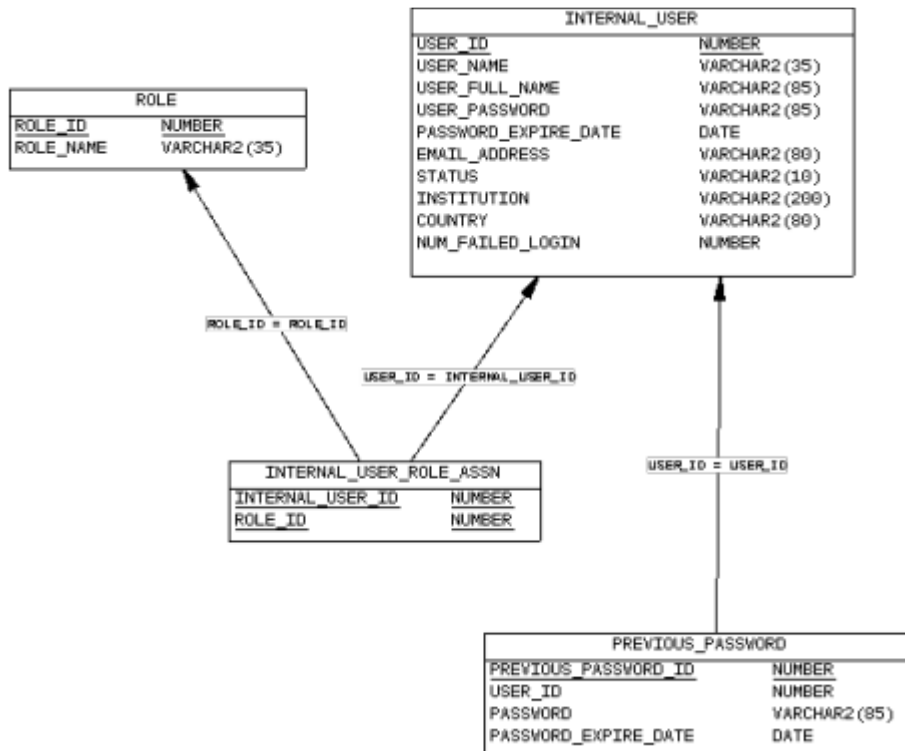 INTERNAL_USER
USER_ID NUMBER
USER_NAME VARCHAR2(35)
USER_FULL_NAME VARCHAR2(85)
USER_PASSWORD VARCHAR2(85)
PASSWORD_EXPIRE_DATE DATE
EMAIL_ADDRESS VARCHAR2(80)
STATUS VARCHAR2(10)
INSTITUTION VARCHAR2(200)
COUNTRY VARCHAR2(80)
NUM_FAILED_LOGIN NUMBER
ROLE
ROLE_ID NUMBER
ROLE_NAME VARCHAR2(35)
ROLE_ID = ROLE_ID
USER_ID = INTERNAL_USER_ID
USER_ID = USER_ID
INTERNAL_USER_ROLE_ASSN
INTERNAL_USER_ID NUMBER
ROLE_ID NUMBER
PREVIOUS_PASSWORD
PREVIOUS_PASSWORD_ID NUMBER
USER_ID NUMBER
PASSWORD VARCHAR2(85)
PASSWORD_EXPIRE_DATE DATE